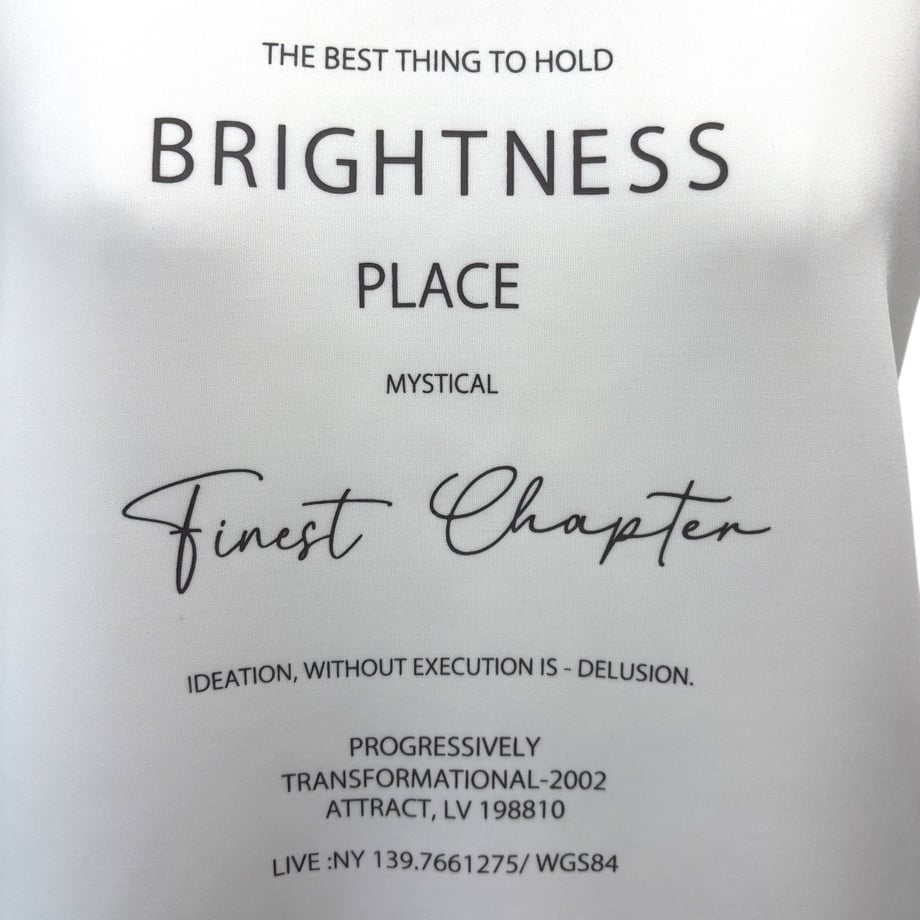 THE BEST THING TO HOLD
BRIGHTNESS
PLACE
MYSTICAL
Finest Chapter
IDEATION, WITHOUT EXECUTION IS - DELUSION.
PROGRESSIVELY
TRANSFORMATIONAL-2002
ATTRACT, LV 198810
LIVE :NY 139.7661275/ WGS84